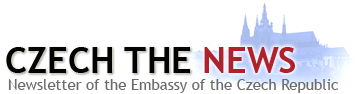 CZECH THE NEWS
Newsletter of the Embassy of the Czech Republic